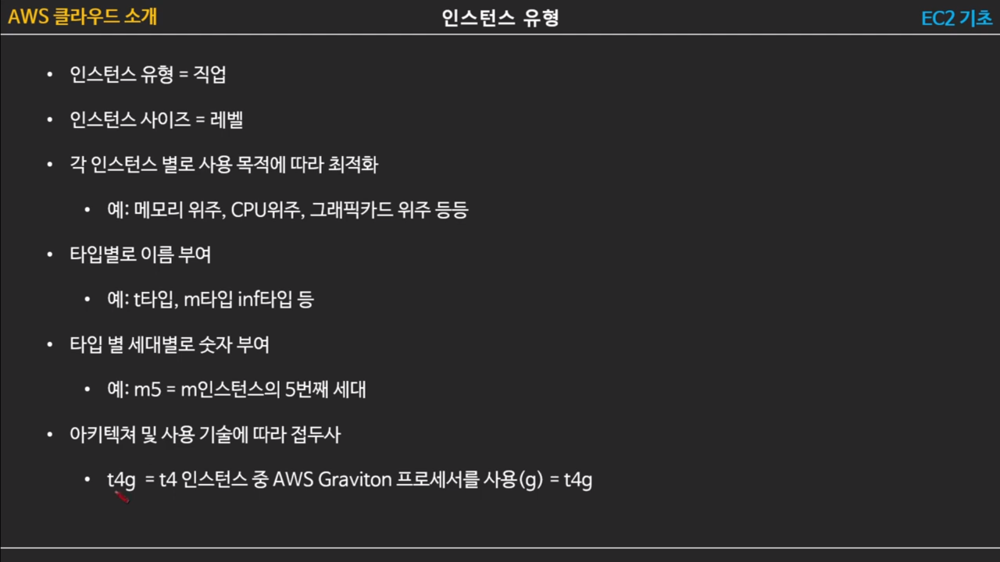 AWS 클라우드 소개
인스턴스 유형
EC2 기초
• 인스턴스 유형 = 직업
• 인스턴스 사이즈 = 레벨
• 각 인스턴스 별로 사용 목적에 따라 최적화
• 예: 메모리 위주, CPU위주, 그래픽카드 위주 등등
• 타입별로 이름 부여
• 예: t타입, m타입 inf타입 등
• 타입 별 세대별로 숫자 부여
• 예: m5 = m인스턴스의 5번째 세대
• 아키텍쳐 및 사용 기술에 따라 접두사
• t4g = t4 인스턴스 중 AWS Graviton 프로세서를 사용(g) = t4g